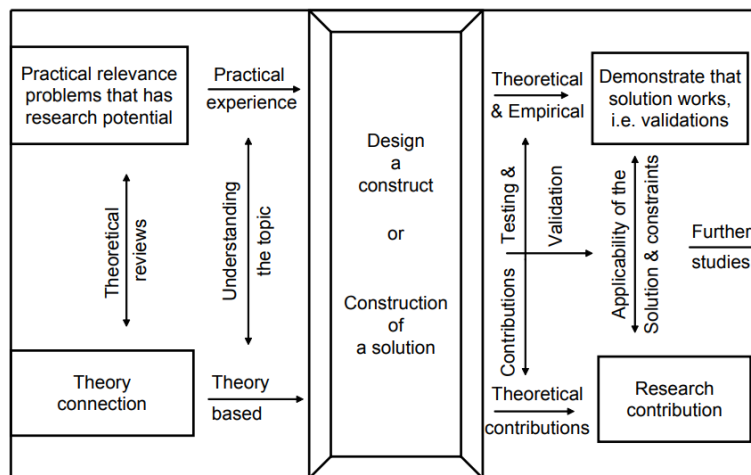 Practical relevance
problems that has
research potential
Practical
experience
Theoretical
reviews
Understanding
the topic
Theory
connection
Theory
based
Design
a
construct
or
Construction
of
a solution
Theoretical
& Empirical
Testing &
Validation
Contributions
Theoretical
contributions
Demonstrate that
solution works,
i.e. validations
Applicability of the
Solution & constraints
Research
contribution
Further
studies